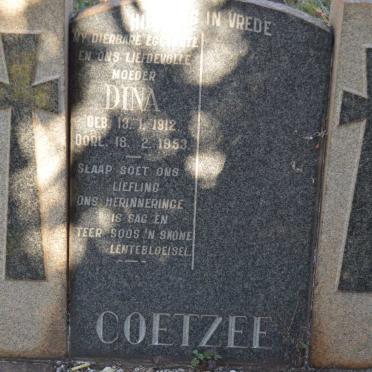 IN VREDE
MY DIERBARE EGGENOTE
EN ONS LIEFDEVOLLE
MOEDER
DINA
GEB. 13. 1. 1912.
OORL. 18. 2. 1953.
SLAAP SOET ONS
LIEFLING
ONS HERINNERINGE
IS SAG EN
TEER SOOS 'N SKONE
LENTEBLOEISEL
COETZEE